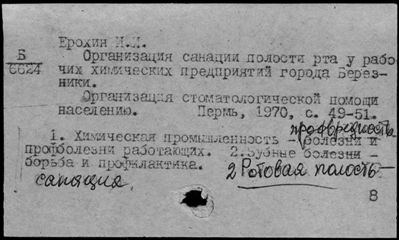 Ерохин И.И.
Б
6624
Организация санации полости рта у рабо-
чих химических предприятий города Берез-
ники.
Организация стоматологической помощи
населению. Пермь, 1970, с. 49-51.
профвредность
1. Химическая промышленность - болезни и
профболезни работающих. 2. Зубные болезни -
борьба и профилактика.
санация. 2 Ротовая полость
8